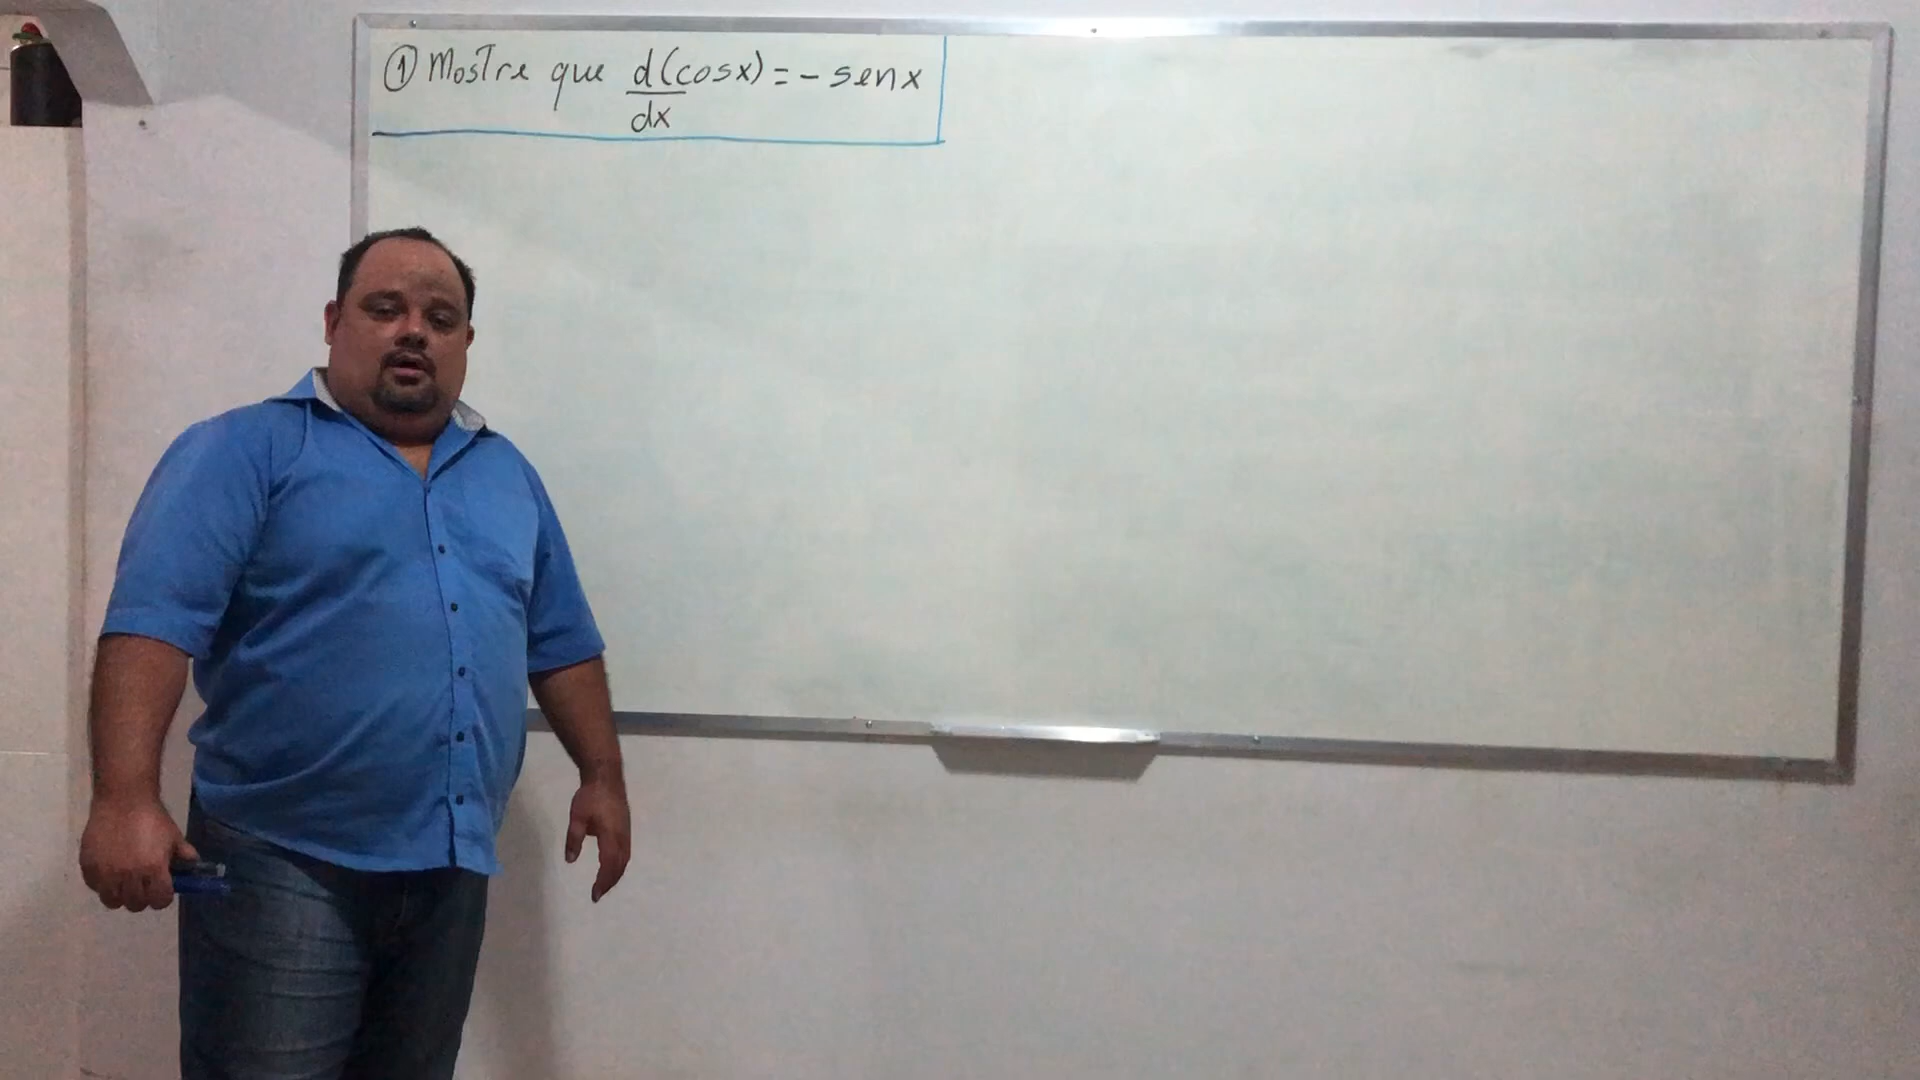 ① Mostre que d(cosx) = - senx
dx